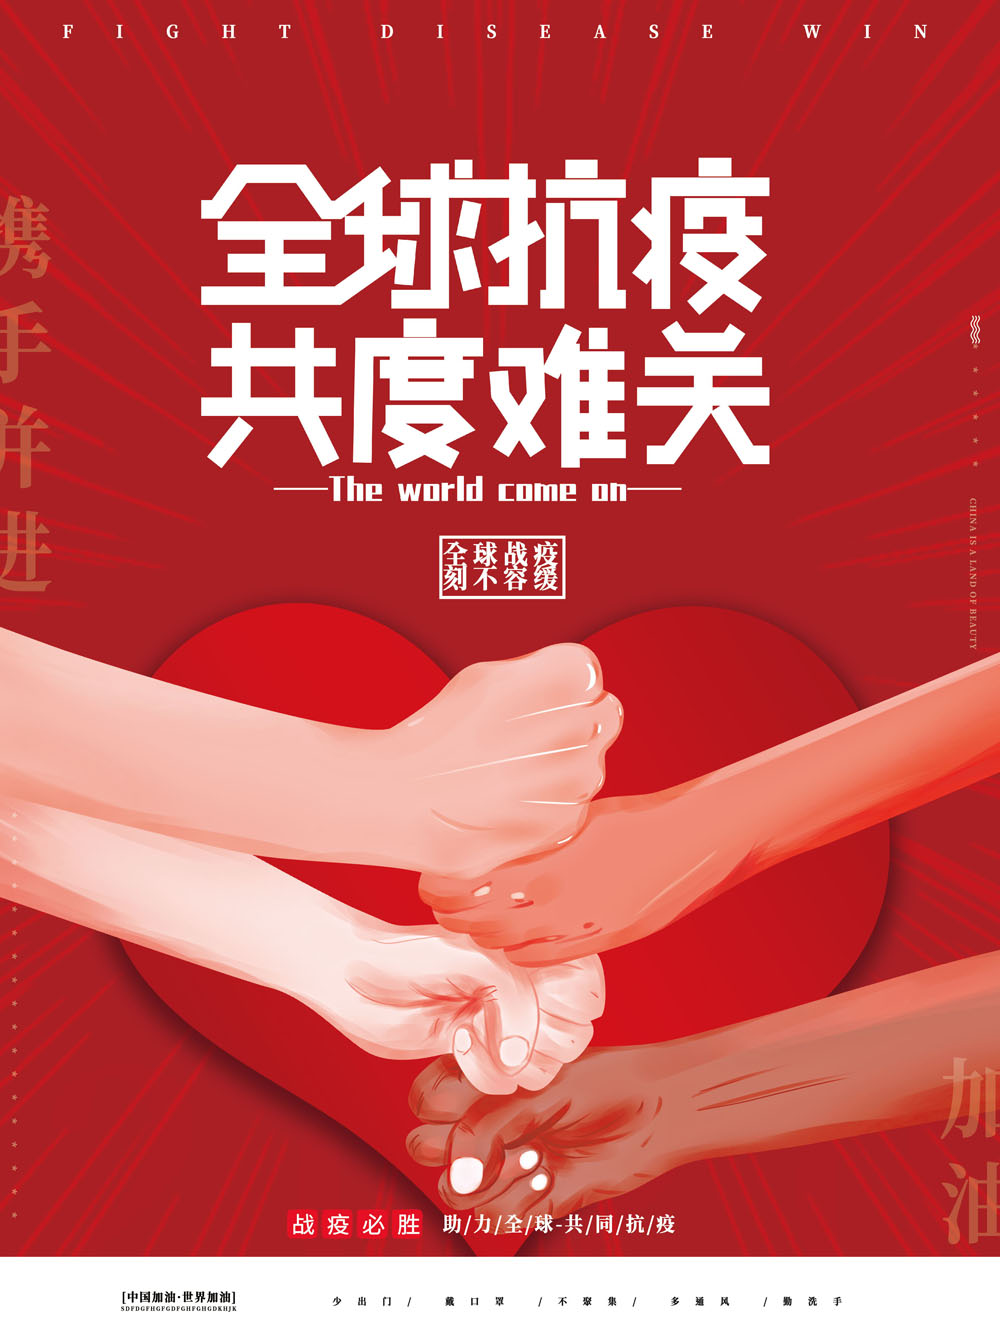 FIGHT DISEASE WIN
携手并进
全球抗疫
共度难关
The world come on
全球战疫
刻不容缓
CHINA IS A LAND OF BEAUTY
加油
战疫必胜 助/力/全/球-共/同/抗/疫
[中国加油·世界加油]
SDFDGFHGFGDFGHFGHGDKHJK
少出门/ 戴口罩 /不聚集/ 多通风 /勤洗手